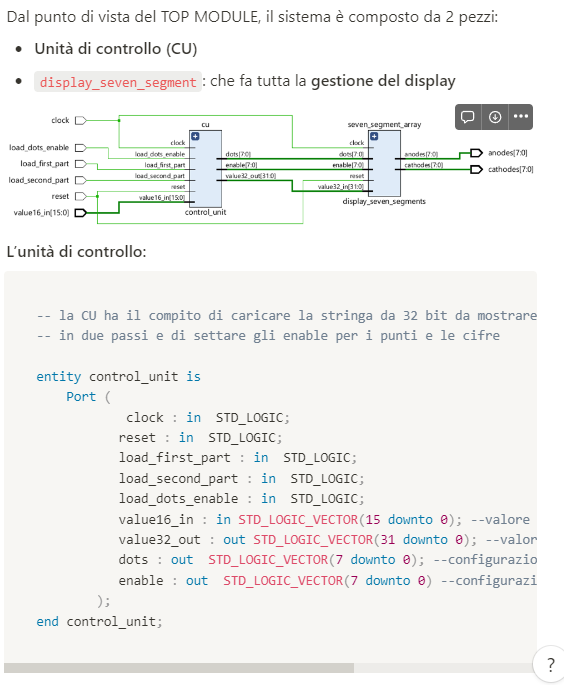 Dal punto di vista del TOP MODULE, il sistema è composto da 2 pezzi:
• Unità di controllo (CU)
• display_seven_segment : che fa tutta la gestione del display
clock
load_dots_enable
load_first_part
load_second_part
reset
value16_in[15:0]
cu
clock
load_dots_enable
load_first_part
load_second_part
reset
value16_in[15:0]
dots[7:0]
enable[7:0]
value32_out[31:0]
control_unit
seven_segment_array
clock
dots[7:0]
enable[7:0]
reset
value32_in[31:0]
anodes[7:0]
cathodes[7:0]
display_seven_segments
anodes[7:0]
cathodes[7:0]
L'unità di controllo:
-- la CU ha il compito di caricare la stringa da 32 bit da mostrare
-- in due passi e di settare gli enable per i punti e le cifre
entity control_unit is
Port (
clock : in STD_LOGIC;
reset : in STD_LOGIC;
load_first_part : in STD_LOGIC;
load_second_part : in STD_LOGIC;
load_dots_enable : in STD_LOGIC;
value16_in : in STD_LOGIC_VECTOR(15 downto 0); --valore
value32_out : out STD_LOGIC_VECTOR(31 downto 0); --valor
dots : out STD_LOGIC_VECTOR(7 downto 0); --configurazio
enable : out STD_LOGIC_VECTOR(7 downto 0) --configurazi
);
end control_unit;
?